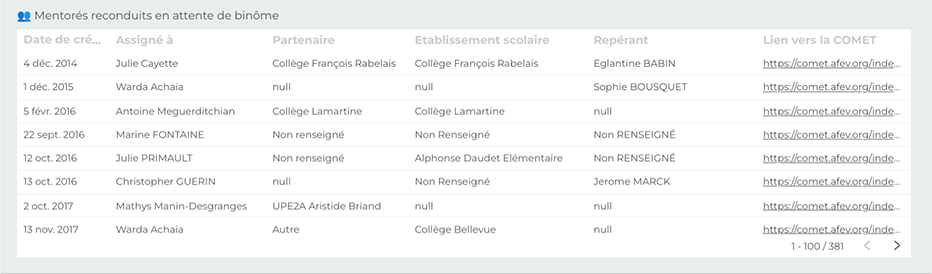 👥 Mentorés reconduits en attente de binôme
Date de cré... Assigné à Partenaire Etablissement scolaire Repérant Lien vers la COMET
4 déc. 2014 Julie Cayette Collège François Rabelais Collège François Rabelais Eglantine BABIN https://comet.afev.org/inde...
1 déc. 2015 Warda Achaia null null Sophie BOUSQUET https://comet.afev.org/inde...
5 févr. 2016 Antoine Meguerditchian Collège Lamartine Collège Lamartine null https://comet.afev.org/inde...
22 sept. 2016 Marine FONTAINE Non renseigné Non Renseigné Non RENSEIGNÉ https://comet.afev.org/inde...
12 oct. 2016 Julie PRIMAULT Non renseigné Alphonse Daudet Elémentaire Non RENSEIGNÉ https://comet.afev.org/inde...
13 oct. 2016 Christopher GUERIN null Non Renseigné Jerome MARCK https://comet.afev.org/inde...
2 oct. 2017 Mathys Manin-Desgranges UPE2A Aristide Briand null null https://comet.afev.org/inde...
13 nov. 2017 Warda Achaia Autre Collège Bellevue null https://comet.afev.org/inde...
1 - 100 / 381